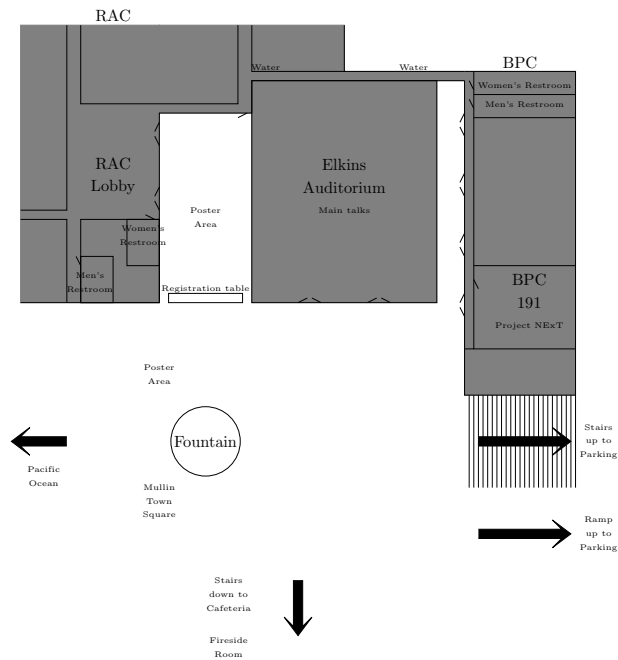 RAC
BPC
Water
Water
Women's Restroom
Men's Restroom
RAC
Lobby
Elkins
Auditorium
Main talks
Poster
Area
Women's
Restroom
Men's
Restroom
Registration table
BPC
191
Project NExT
Poster
Area
Fountain
Stairs
up to
Parking
Pacific
Ocean
Mullin
Town
Square
Ramp
up to
Parking
Stairs
down to
Cafeteria
Fireside
Room